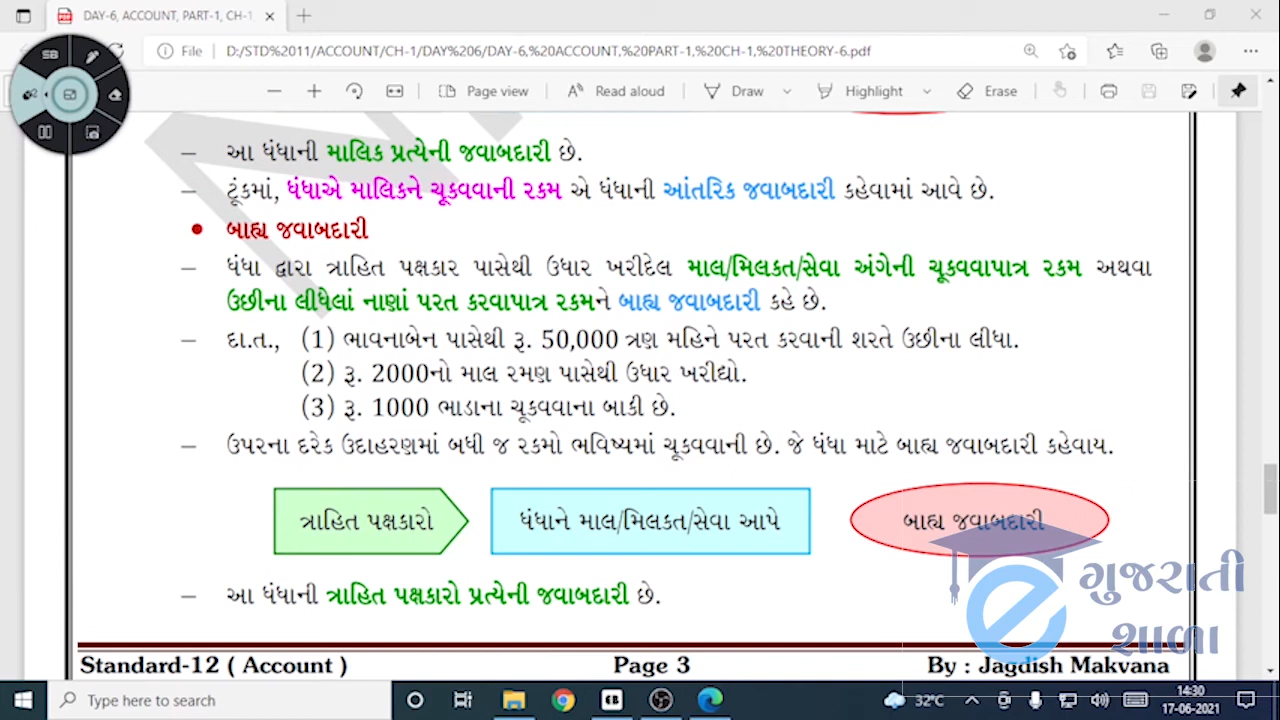 DAY-6, ACCOUNT, PART-1, CH-1,
File D:/STD%2011/ACCOUNT/CH-1/DAY%206/DAY-6,%20ACCOUNT,%20PART-1,%20CH-1,%20THEORY-6.pdf
Page view Read aloud Draw Highlight Erase
– આ ધંધાની માલિક પ્રત્યેની જવાબદારી છે.
– ટૂંકમાં, ધંધાએ માલિકને ચૂકવવાની રકમ એ ધંધાની આંતરિક જવાબદારી કહેવામાં આવે છે.
• બાહ્ય જવાબદારી
– ધંધા દ્વારા ત્રાહિત પક્ષકાર પાસેથી ઉધાર ખરીદેલ માલ/મિલકત/સેવા અંગેની ચૂકવવાપાત્ર રકમ અથવા
ઉછીના લીધેલાં નાણાં પરત કરવાપાત્ર રકમને બાહ્ય જવાબદારી કહે છે.
– દા.ત., (1) ભાવનાબેન પાસેથી રૂ. 50,000 ત્રણ મહિને પરત કરવાની શરતે ઉછીના લીધા.
(2) રૂ. 2000નો માલ રમણ પાસેથી ઉધાર ખરીદ્યો.
(3) રૂ. 1000 ભાડાના ચૂકવવાના બાકી છે.
– ઉપરના દરેક ઉદાહરણમાં બધી જ રકમો ભવિષ્યમાં ચૂકવવાની છે. જે ધંધા માટે બાહ્ય જવાબદારી કહેવાય.
ત્રાહિત પક્ષકારો ધંધાને માલ/મિલકત/સેવા આપે બાહ્ય જવાબદારી
– આ ધંધાની ત્રાહિત પક્ષકારો પ્રત્યેની જવાબદારી છે.
e ગુજરાતી
શાળા
Standard-12 ( Account ) Page 3 By : Jagdish Makvana
Type here to search 32°C 14:30
17-06-2021